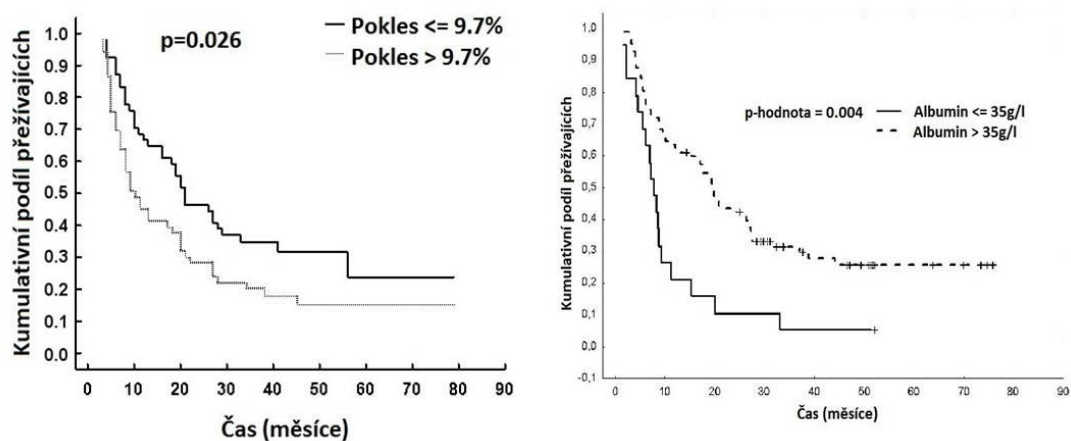 Pokles <= 9.7%
p=0.026
Pokles > 9.7%
Kumulativní podíl přežívajících
1.0
0.9
0.8
0.7
0.6
0.5
0.4
0.3
0.2
0.1
0.0
0 10 20 30 40 50 60 70 80 90
Čas (měsíce)
p-hodnota = 0.004
Albumin <= 35g/l
Albumin > 35g/l
Kumulativní podíl přežívajících
1,0
0,9
0,8
0,7
0,6
0,5
0,4
0,3
0,2
0,1
0,0
-0,1
0 10 20 30 40 50 60 70 80 90
Čas (měsíce)